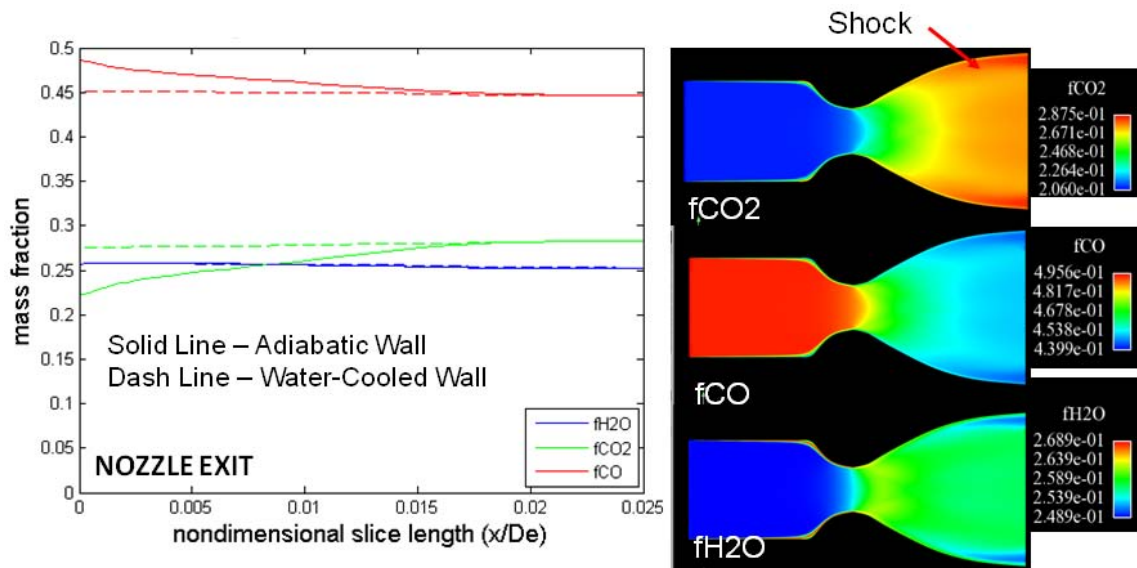 Shock
0.5
0.45
0.4
0.35
0.3
0.25
0.2
0.15
0.1
0.05
0
mass fraction
Solid Line – Adiabatic Wall
Dash Line – Water-Cooled Wall
NOZZLE EXIT
fH2O
fCO2
fCO
0 0.005 0.01 0.015 0.02 0.025
nondimensional slice length (x/De)
fCO2
fCO2
2.875e-01
2.671e-01
2.468e-01
2.264e-01
2.060e-01
fCO
fCO
4.956e-01
4.817e-01
4.678e-01
4.538e-01
4.399e-01
fH2O
fH2O
2.689e-01
2.639e-01
2.589e-01
2.539e-01
2.489e-01